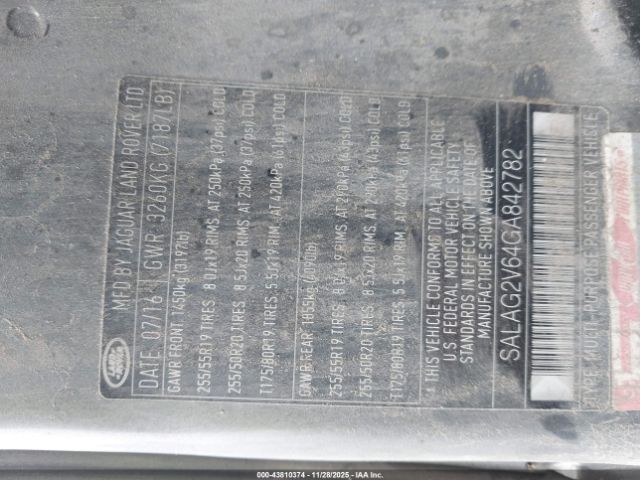 LAND ROVER
MFD BY JAGUAR LAND ROVER LTD
DATE: 07/16 GVWR: 3260KG (7187LB)
GAWR FRONT: 1450kg (3197lb)
255/55R19 TIRES. 8.0Jx19 RIMS. AT 250kPa (37psi) COLD
255/50R20 TIRES. 8.5Jx20 RIMS. AT 250kPa (37psi) COLD
T175/80R19 TIRES. 5.5Jx19 RIM. AT 420kPa (61psi) COLD
GAWR REAR:
255/55R19 TIRES. 8.0Jx19 RIMS. AT 290kPa COLD
255/50R20 TIRES. 8.5Jx20 RIMS. AT 290kPa COLD
T175/80R19 TIRES. 5.5Jx19 RIM. AT 420kPa (61psi) COLD
THIS VEHICLE CONFORMS TO ALL APPLICABLE
U.S. FEDERAL MOTOR VEHICLE SAFETY
STANDARDS IN EFFECT ON THE DATE OF
MANUFACTURE SHOWN ABOVE
SALAG2V64GA842782
TYPE: MULTI-PURPOSE PASSENGER VEHICLE
000-43810374 | 11/28/2025 | Copyright IAA, Inc.